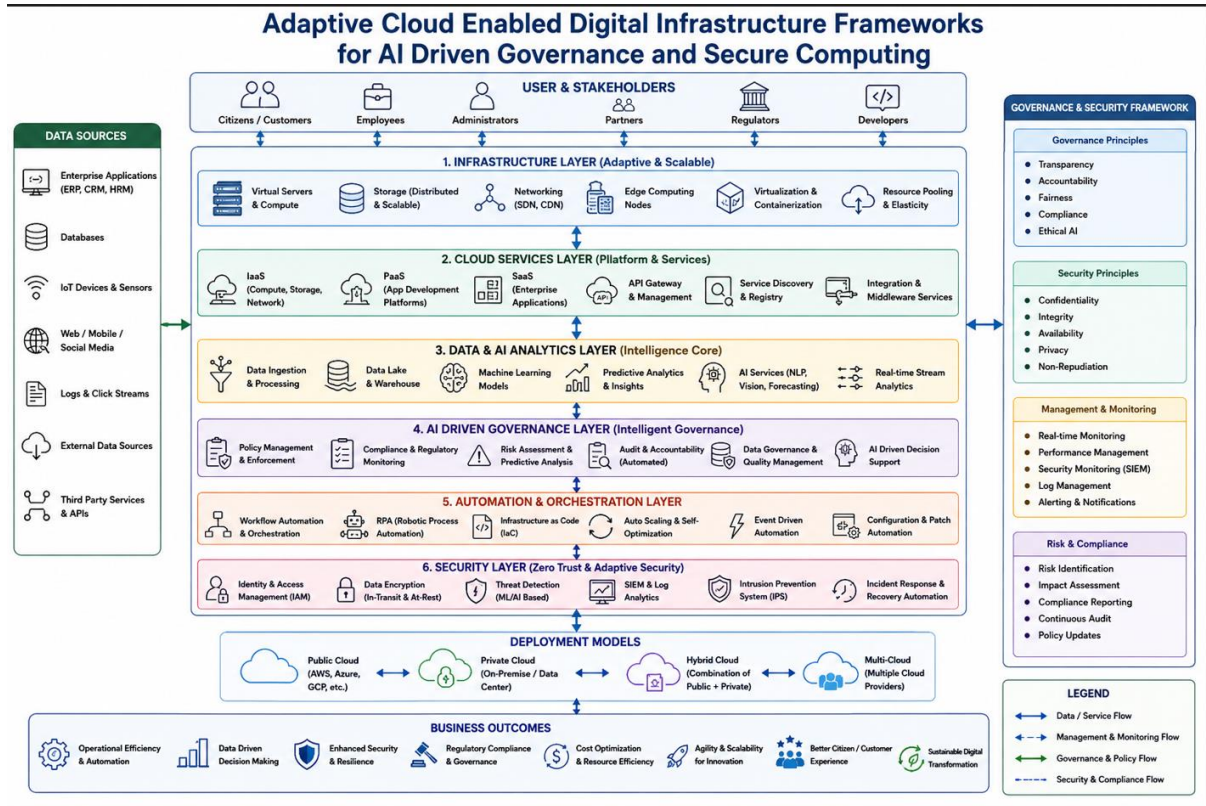 Adaptive Cloud Enabled Digital Infrastructure Frameworks
for AI Driven Governance and Secure Computing
USER & STAKEHOLDERS
Citizens / Customers
Employees
Administrators
Partners
Regulators
Developers
DATA SOURCES
Enterprise Applications
(ERP, CRM, HRM)
Databases
IoT Devices & Sensors
Web / Mobile /
Social Media
Logs & Click Streams
External Data Sources
Third Party Services
& APIs
1. INFRASTRUCTURE LAYER (Adaptive & Scalable)
Virtual Servers
& Compute
Storage (Distributed
& Scalable)
Networking
(SDN, CDN)
Edge Computing
Nodes
Virtualization &
Containerization
Resource Pooling
& Elasticity
2. CLOUD SERVICES LAYER (Pllatform & Services)
IaaS
(Compute, Storage,
Network)
PaaS
(App Development
Platforms)
SaaS
(Enterprise
Applications)
API
API Gateway
& Management
Service Discovery
& Registry
Integration &
Middleware Services
3. DATA & AI ANALYTICS LAYER (Intelligence Core)
Data Ingestion
& Processing
Data Lake
& Warehouse
Machine Learning
Models
Predictive Analytics
& Insights
AI Services (NLP,
Vision, Forecasting)
Real-time Stream
Analytics
4. AI DRIVEN GOVERNANCE LAYER (Intelligent Governance)
Policy Management
& Enforcement
Compliance & Regulatory
Monitoring
Risk Assessment &
Predictive Analysis
Audit & Accountability
(Automated)
Data Governance &
Quality Management
AI Driven Decision
Support
5. AUTOMATION & ORCHESTRATION LAYER
Workflow Automation
& Orchestration
RPA (Robotic Process
Automation)
Infrastructure as Code
(IaC)
Auto Scaling & Self-
Optimization
Event Driven
Automation
Configuration & Patch
Automation
6. SECURITY LAYER (Zero Trust & Adaptive Security)
Identity & Access
Management (IAM)
Data Encryption
(In-Transit & At-Rest)
Threat Detection
(ML/AI Based)
SIEM & Log
Analytics
Intrusion Prevention
System (IPS)
Incident Response &
Recovery Automation
DEPLOYMENT MODELS
Public Cloud
(AWS, Azure,
GCP, etc.)
Private Cloud
(On-Premise / Data
Center)
Hybrid Cloud
(Combination of
Public + Private)
Multi-Cloud
(Multiple Cloud
Providers)
BUSINESS OUTCOMES
Operational Efficiency
& Automation
Data Driven
Decision Making
Enhanced Security
& Resilience
Regulatory Compliance
& Governance
Cost Optimization
& Resource Efficiency
Agility & Scalability
for Innovation
Better Citizen / Customer
Experience
Sustainable Digital
Transformation
GOVERNANCE & SECURITY FRAMEWORK
Governance Principles
Transparency
Accountability
Fairness
Compliance
Ethical AI
Security Principles
Confidentiality
Integrity
Availability
Privacy
Non-Repudiation
Management & Monitoring
Real-time Monitoring
Performance Management
Security Monitoring (SIEM)
Log Management
Alerting & Notifications
Risk & Compliance
Risk Identification
Impact Assessment
Compliance Reporting
Continuous Audit
Policy Updates
LEGEND
Data / Service Flow
Management & Monitoring Flow
Governance & Policy Flow
Security & Compliance Flow